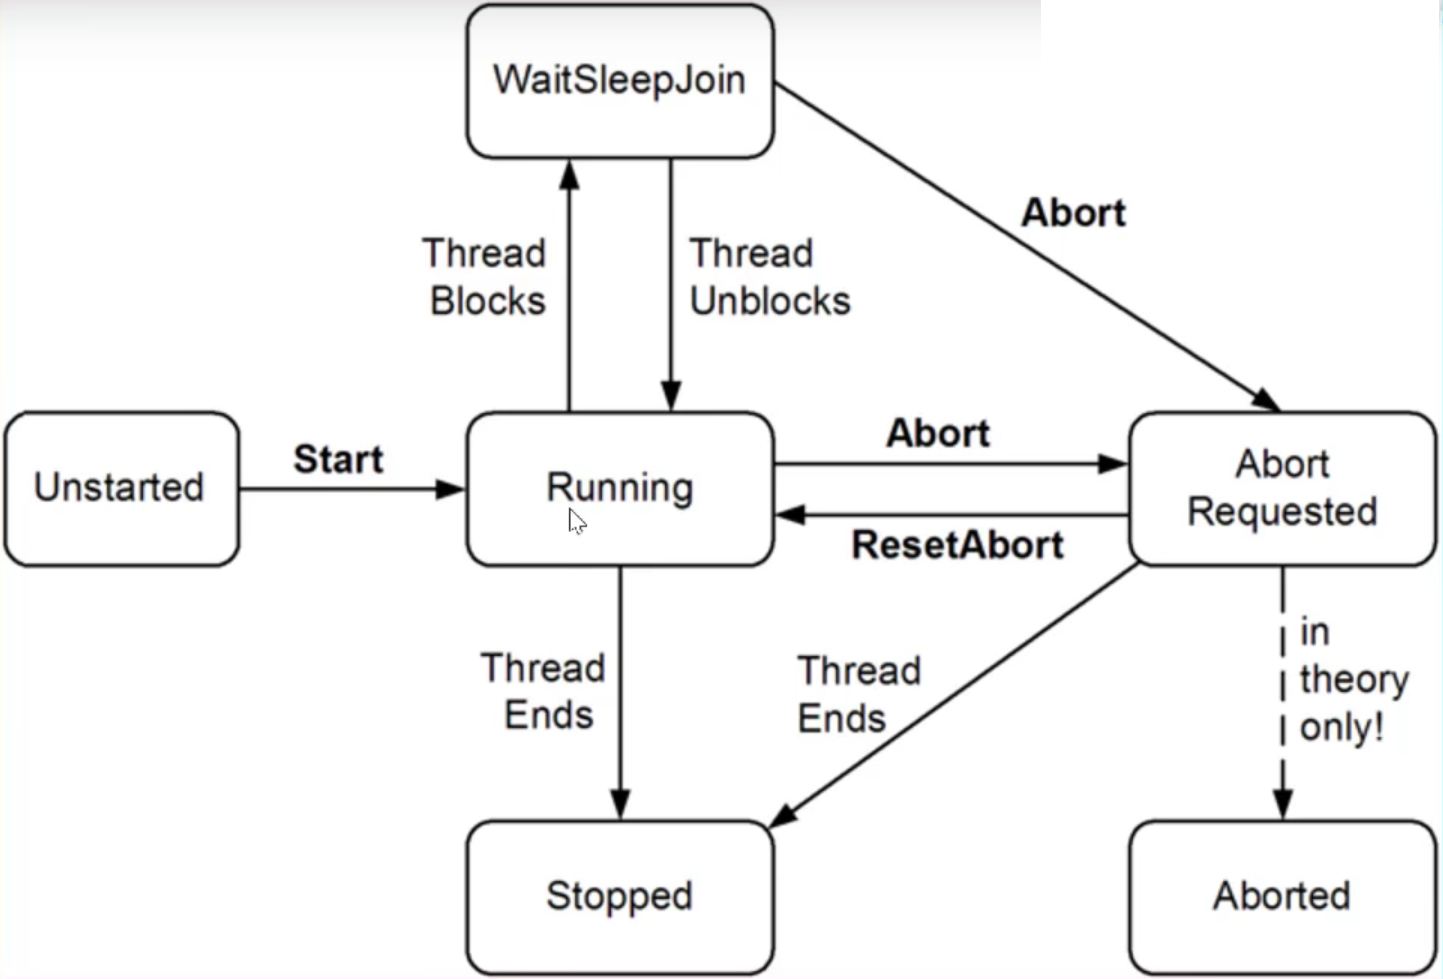 WaitSleepJoin
Abort
Thread
Blocks
Thread
Unblocks
Unstarted
Start
Running
Abort
ResetAbort
Abort
Requested
Thread
Ends
Thread
Ends
in
theory
only!
Stopped
Aborted